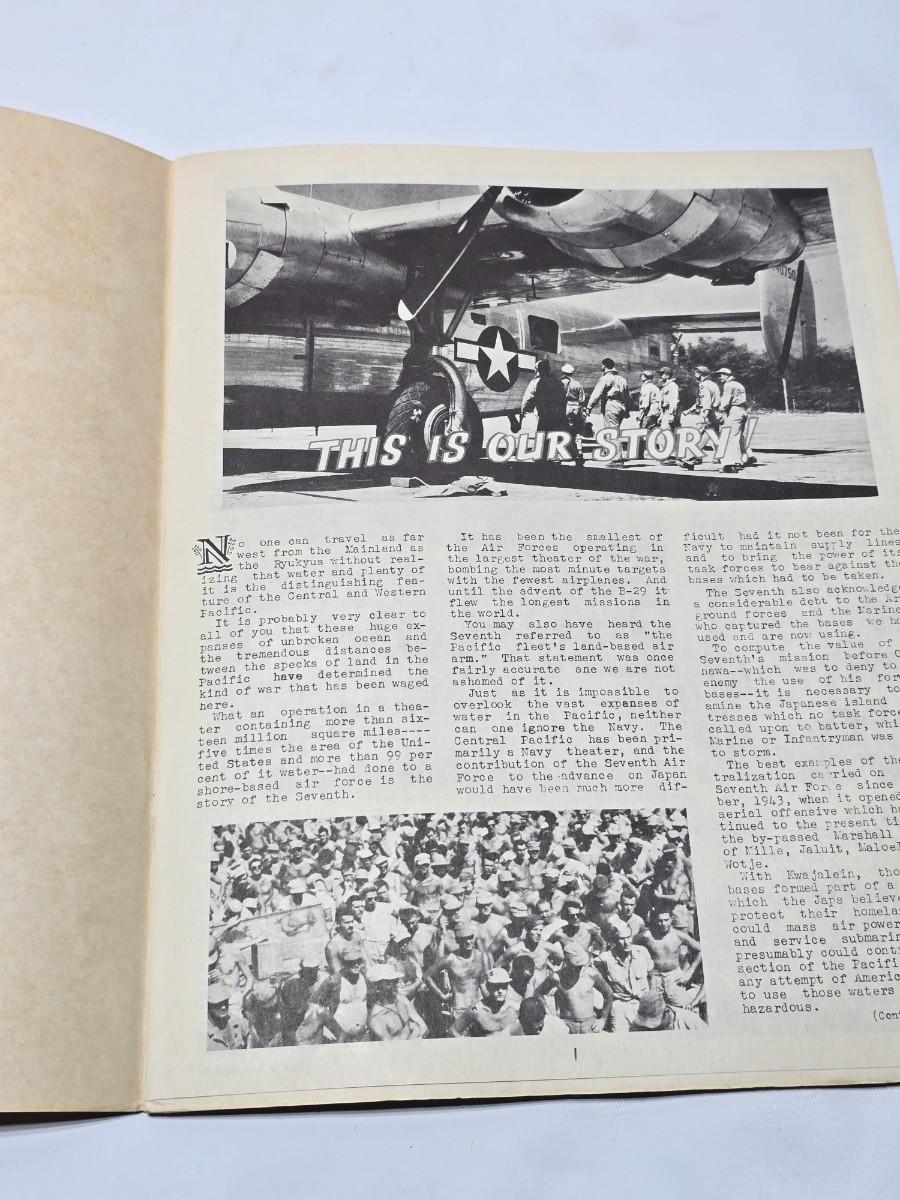 40750
THIS IS OUR STORY!
No one can travel as far
west from the Mainland as
the Ryukyus without real-
izing that water and plenty of
it is the distinguishing fea-
ture of the Central and Western
Pacific.
It is probably very clear to
all of you that these huge ex-
panses of unbroken ocean and
the tremendous distances be-
tween the specks of land in the
Pacific have determined the
kind of war that has been waged
here.
What an operation in a thea-
ter containing more than six-
teen million square miles----
five times the area of the Uni-
ted States and more than 99 per
cent of it water--had done to a
shore-based air force is the
story of the Seventh.
It has been the smallest of
the Air Forces operating in
the largest theater of the war,
bombing the most minute targets
with the fewest airplanes. And
until the advent of the B-29 it
flew the longest missions in
the world.
You may also have heard the
Seventh referred to as "the
Pacific fleet's land-based air
arm." That statement was once
fairly accurate and we are not
ashamed of it.
Just as it is impossible to
overlook the vast expanses of
water in the Pacific, neither
can one ignore the Navy. The
Central Pacific has been pri-
marily a Navy theater, and the
contribution of the Seventh Air
Force to the advance on Japan
would have been much more dif-
ficult had it not been for the
Navy to maintain supply lines
and to bring the power of its
task forces to bear against the
bases which had to be taken.
The Seventh also acknowledge
a considerable debt to the Ar
ground forces and the Marine
who captured the bases we ha
used and are now using.
To compute the value of
Seventh's mission before O
nawa--which was to deny to
enemy the use of his for
bases--it is necessary to
amine the Japanese island
tresses which no task force
called upon to batter, whi
Marine or Infantryman was
to storm.
The best examples of the
tralization carried on
Seventh Air Force since
ber, 1943, when it opened
aerial offensive which ha
tinued to the present ti
the by-passed Marshall
of Mille, Jaluit, Maloel
Wotje.
With Kwajalein, tho
bases formed part of a
which the Japs believe
protect their homela
could mass air power
and service submarin
presumably could cont
section of the Pacifi
any attempt of Americ
to use those waters
hazardous.
(Cont
1